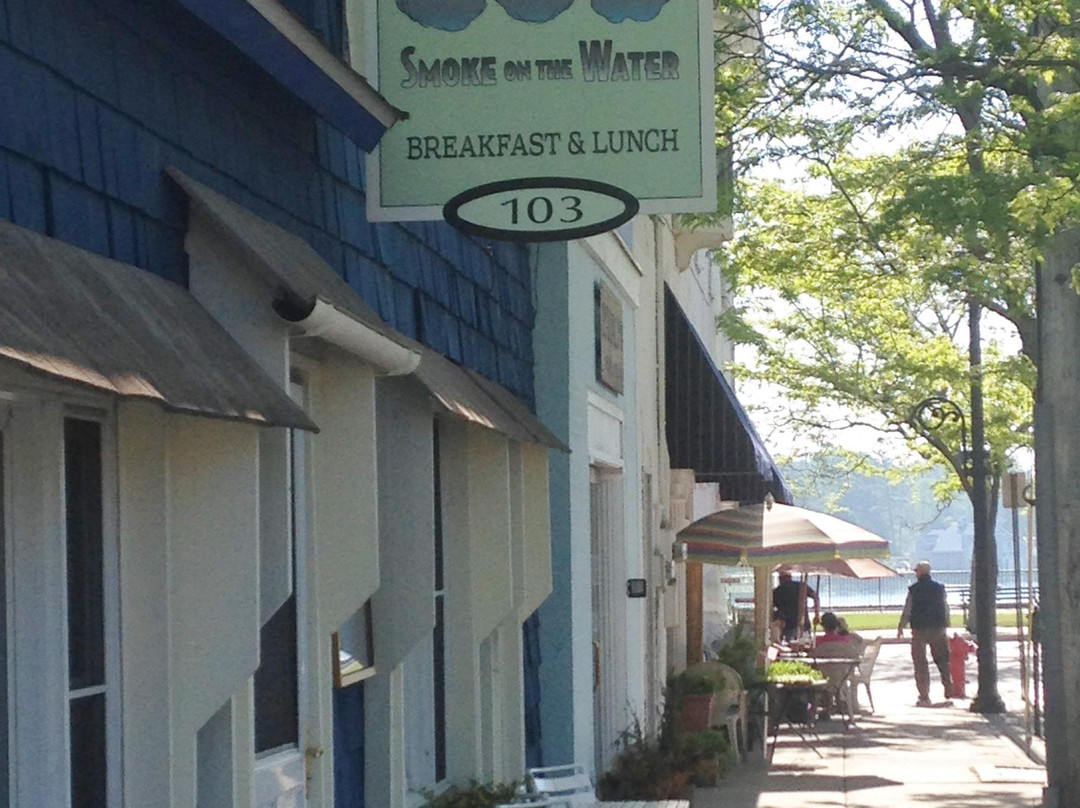 SMOKE ON THE WATER
BREAKFAST & LUNCH
103